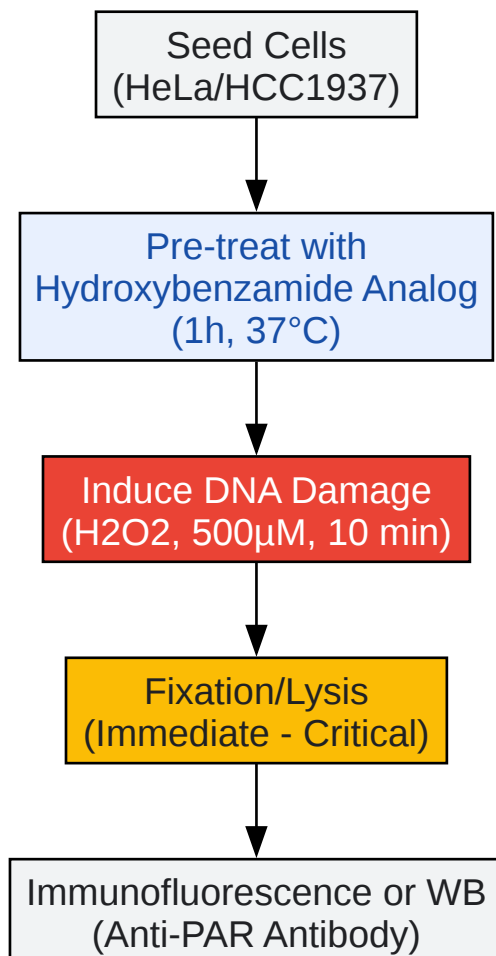 Seed Cells
(HeLa/HCC1937)
Pre-treat with
Hydroxybenzamide Analog
(1h, 37°C)
Induce DNA Damage
(H2O2, 500µM, 10 min)
Fixation/Lysis
(Immediate - Critical)
Immunofluorescence or WB
(Anti-PAR Antibody)